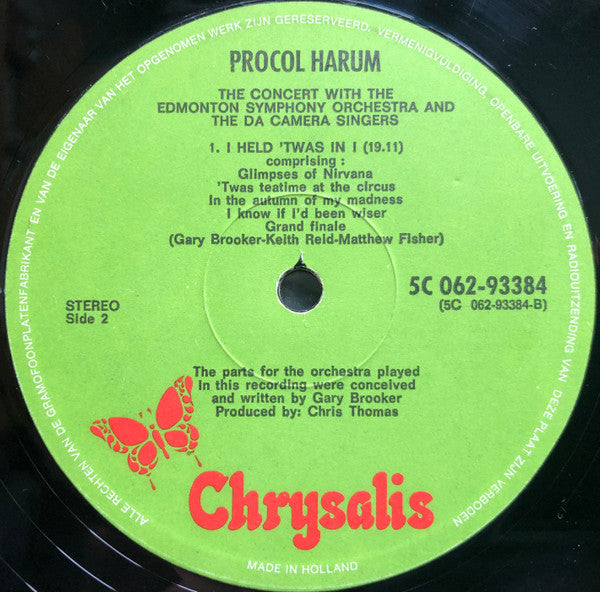 ALLE RECHTEN VAN DE GRAMOFOONPLATENFABRIKANT EN VAN DE EIGENAAR VAN HET OPGENOMEN WERK ZIJN GERESERVEERD. VERMENIGVULDIGING, OPENBARE UITVOERING EN RADIOUITZENDING VAN DEZE PLAAT ZIJN VERBODEN
PROCOL HARUM
THE CONCERT WITH THE
EDMONTON SYMPHONY ORCHESTRA AND
THE DA CAMERA SINGERS
1. I HELD 'TWAS IN I (19.11)
comprising :
Glimpses of Nirvana
'Twas teatime at the circus
In the autumn of my madness
I know if I'd been wiser
Grand finale
(Gary Brooker-Keith Reid-Matthew Fisher)
STEREO
Side 2
5C 062-93384
(5C 062-93384-B)
The parts for the orchestra played
In this recording were conceived
and written by Gary Brooker
Produced by: Chris Thomas
Chrysalis
MADE IN HOLLAND